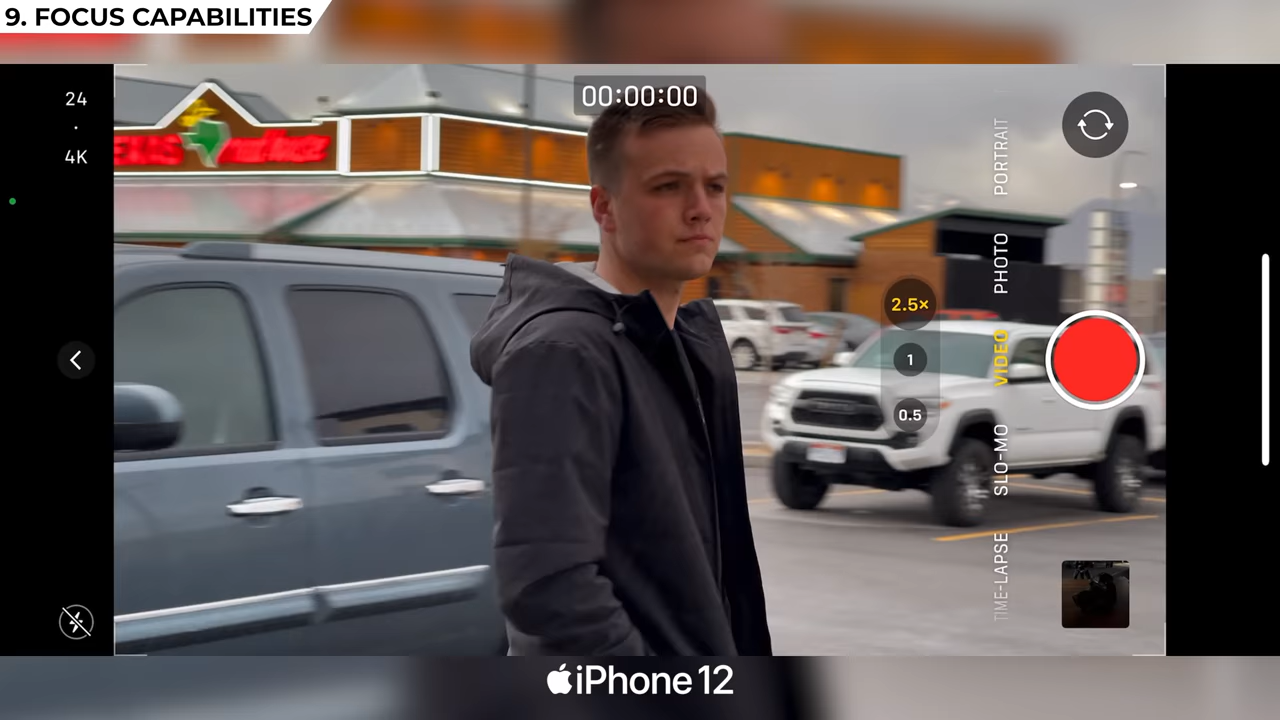 9. FOCUS CAPABILITIES
24
4K
00:00:00
PORTRAIT
PHOTO
VIDEO
SLO-MO
TIME-LAPSE
2.5×
1
0.5
iPhone 12